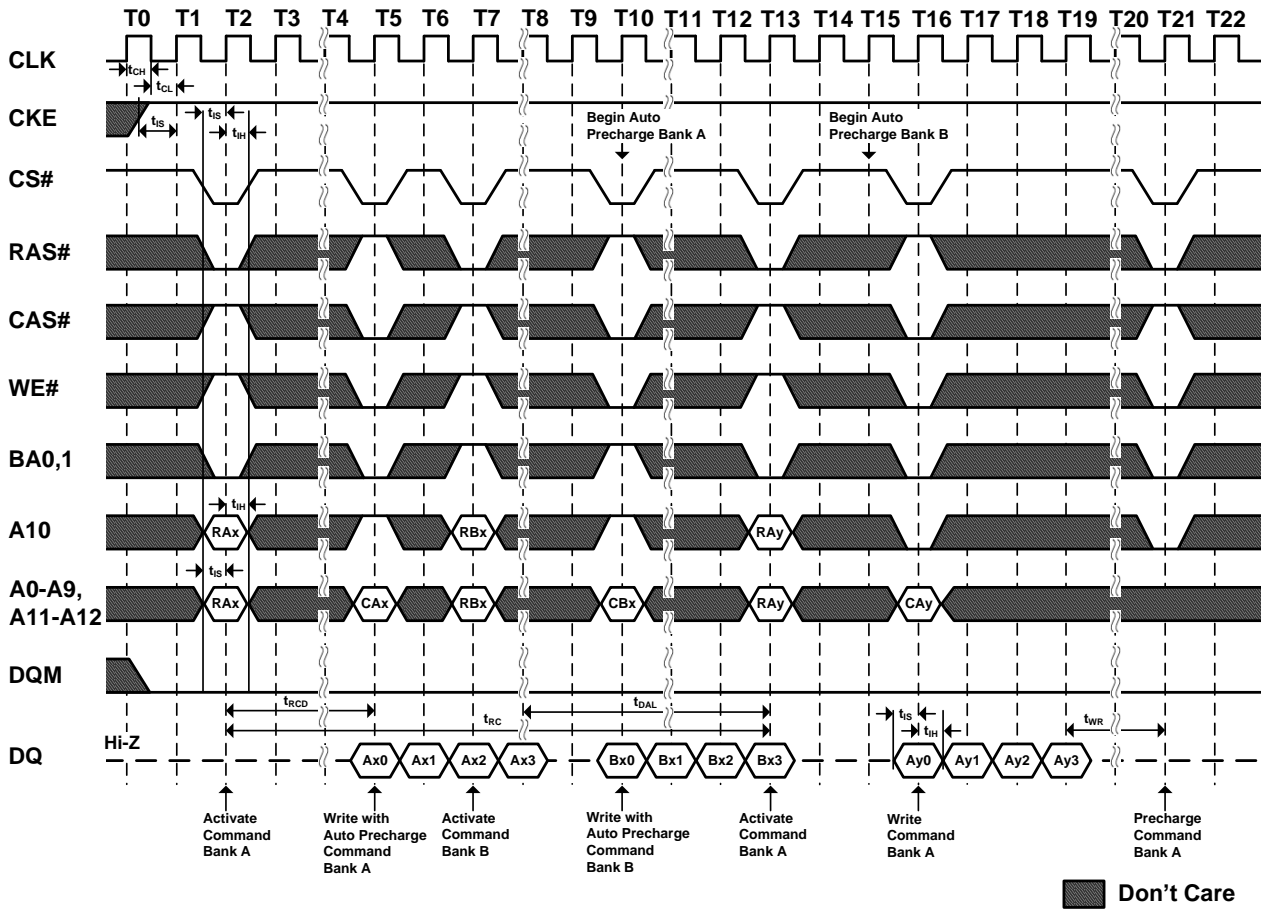 T0 T1 T2 T3 T4 T5 T6 T7 T8 T9 T10 T11 T12 T13 T14 T15 T16 T17 T18 T19 T20 T21 T22
CLK
tCH
tCL
CKE
tIS
tIS
tIH
Begin Auto
Precharge Bank A
Begin Auto
Precharge Bank B
CS#
RAS#
CAS#
WE#
BA0,1
tIH
A10
RAx
RBx
RAy
tIS
A0-A9,
A11-A12
RAx
CAx
RBx
CBx
RAy
CAy
DQM
tRCD
tDAL
tRC
tIS
tIH
tWR
Hi-Z
DQ
Ax0 Ax1 Ax2 Ax3
Bx0 Bx1 Bx2 Bx3
Ay0 Ay1 Ay2 Ay3
Activate
Command
Bank A
Write with
Auto Precharge
Command
Bank A
Activate
Command
Bank B
Write with
Auto Precharge
Command
Bank B
Activate
Command
Bank A
Write
Command
Bank A
Precharge
Command
Bank A
Don't Care